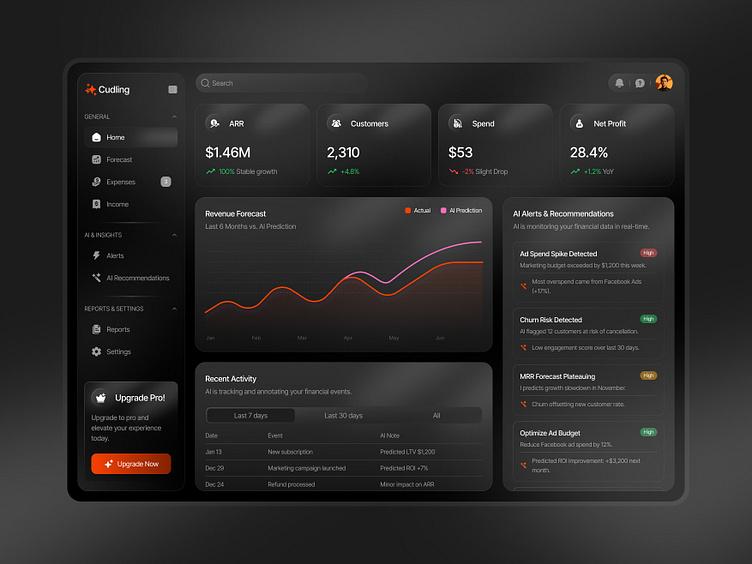 Cudling
GENERAL
Home
Forecast
Expenses
3
Income
AI & INSIGHTS
Alerts
AI Recommendations
REPORTS & SETTINGS
Reports
Settings
Upgrade Pro!
Upgrade to pro and
elevate your experience
today.
Upgrade Now
Search
ARR
$1.46M
100% Stable growth
Customers
2,310
+4.8%
Spend
$53
-2% Slight Drop
Net Profit
28.4%
+1.2% YoY
Revenue Forecast
Actual
AI Prediction
Last 6 Months vs. AI Prediction
Jan Feb Mar Apr May Jun
Recent Activity
AI is tracking and annotating your financial events.
Last 7 days Last 30 days All
Date Event AI Note
Jan 13 New subscription Predicted LTV $1,200
Dec 29 Marketing campaign launched Predicted ROI +7%
Dec 24 Refund processed Minor impact on ARR
AI Alerts & Recommendations
AI is monitoring your financial data in real-time.
Ad Spend Spike Detected High
Marketing budget exceeded by $1,200 this week.
Most overspend came from Facebook Ads
(+17%).
Churn Risk Detected High
AI flagged 12 customers at risk of cancellation.
Low engagement score over last 30 days.
MRR Forecast Plateauing High
I predicts growth slowdown in November.
Churn offsetting new customer rate.
Optimize Ad Budget High
Reduce Facebook ad spend by 12%.
Predicted ROI improvement: +$3,200 next
month.